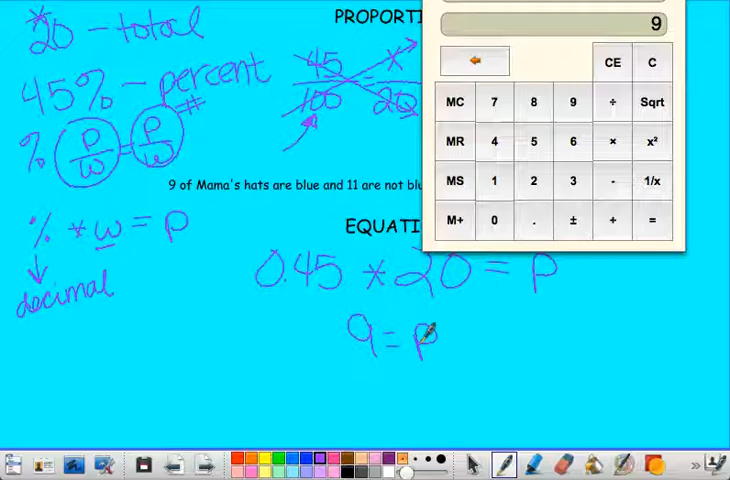 *20 - total
45% - percent
% p/w = p/w #
% * w = p
decimal
PROPORTI
45/100 = x/20
9 of Mama's hats are blue and 11 are not blu
EQUATI
0.45 * 20 = p
9 = p
9
CE C
MC 7 8 9 ÷ Sqrt
MR 4 5 6 × x²
MS 1 2 3 - 1/x
M+ 0 . ± + =